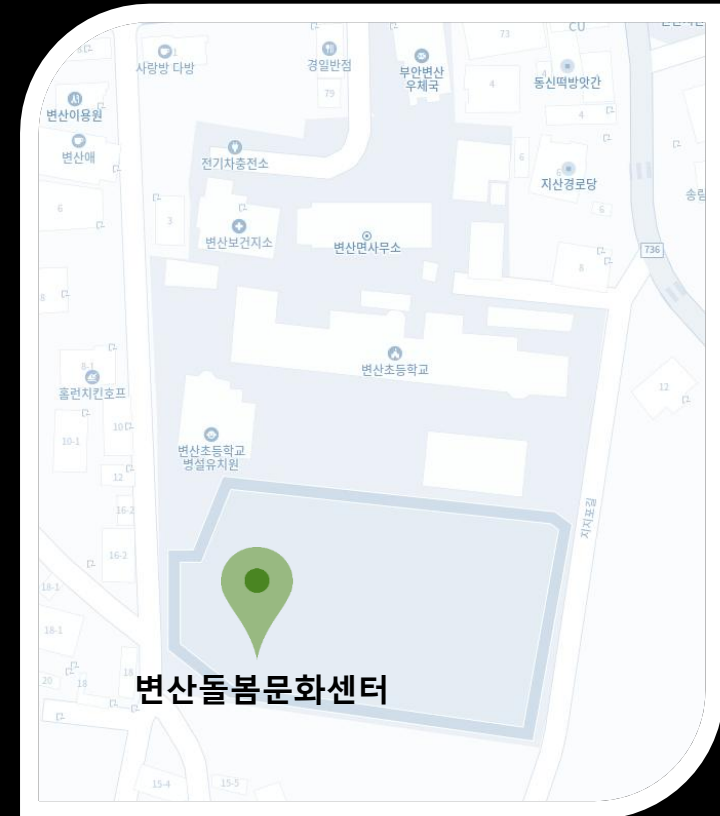 CU
73
사랑방 다방
경일반점
79
부안변산
우체국
4
동신떡방앗간
4
변산이용원
변산애
전기차충전소
6
지산경로당
6
6
3
변산보건지소
변산면사무소
송림
736
8
8
변산초등학교
8-1
홈런치킨호프
12
10-1
10
변산초등학교
병설유치원
12
16-2
지지포길
16-2
18-1
18-1
20
18
18
변산돌봄문화센터
15-4
15-5